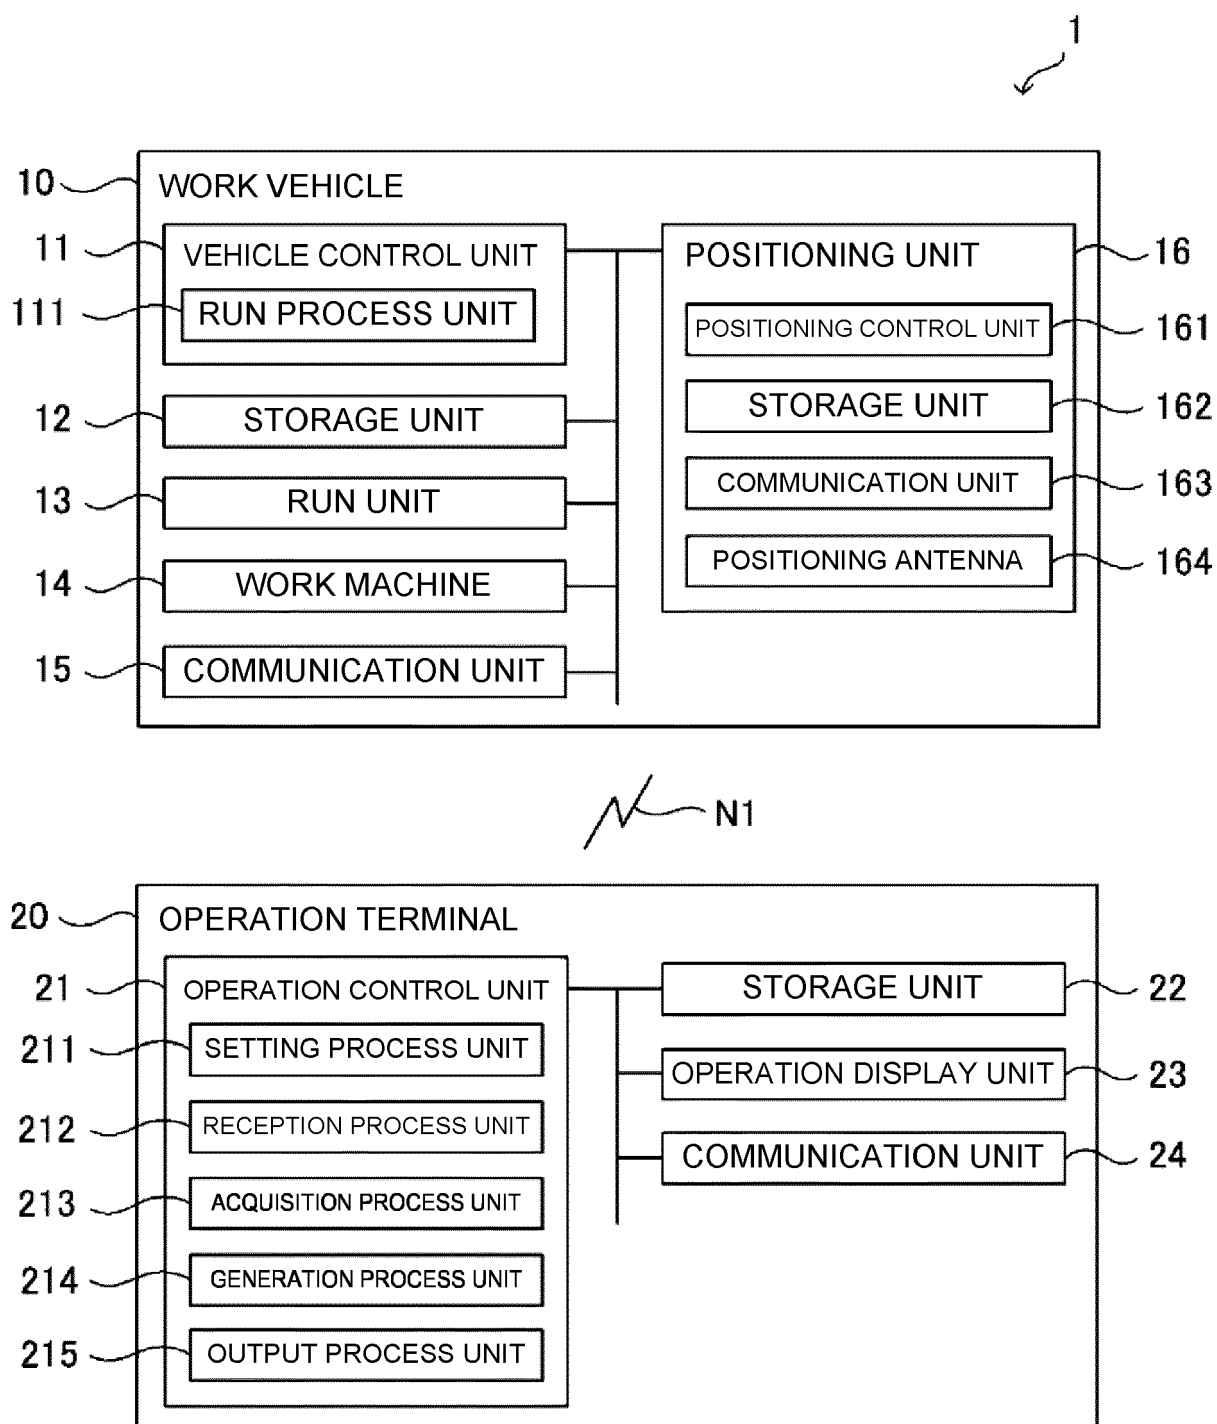 1
10 WORK VEHICLE
11 VEHICLE CONTROL UNIT
111 RUN PROCESS UNIT
12 STORAGE UNIT
13 RUN UNIT
14 WORK MACHINE
15 COMMUNICATION UNIT
POSITIONING UNIT 16
POSITIONING CONTROL UNIT 161
STORAGE UNIT 162
COMMUNICATION UNIT 163
POSITIONING ANTENNA 164
N1
20 OPERATION TERMINAL
21 OPERATION CONTROL UNIT
211 SETTING PROCESS UNIT
212 RECEPTION PROCESS UNIT
213 ACQUISITION PROCESS UNIT
214 GENERATION PROCESS UNIT
215 OUTPUT PROCESS UNIT
STORAGE UNIT 22
OPERATION DISPLAY UNIT 23
COMMUNICATION UNIT 24